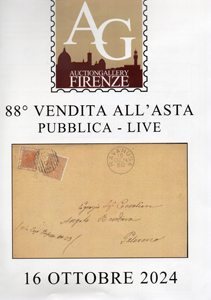 AG
AUCTIONGALLERY
FIRENZE
88° VENDITA ALL'ASTA
PUBBLICA - LIVE
Palermo
16 OTTOBRE 2024